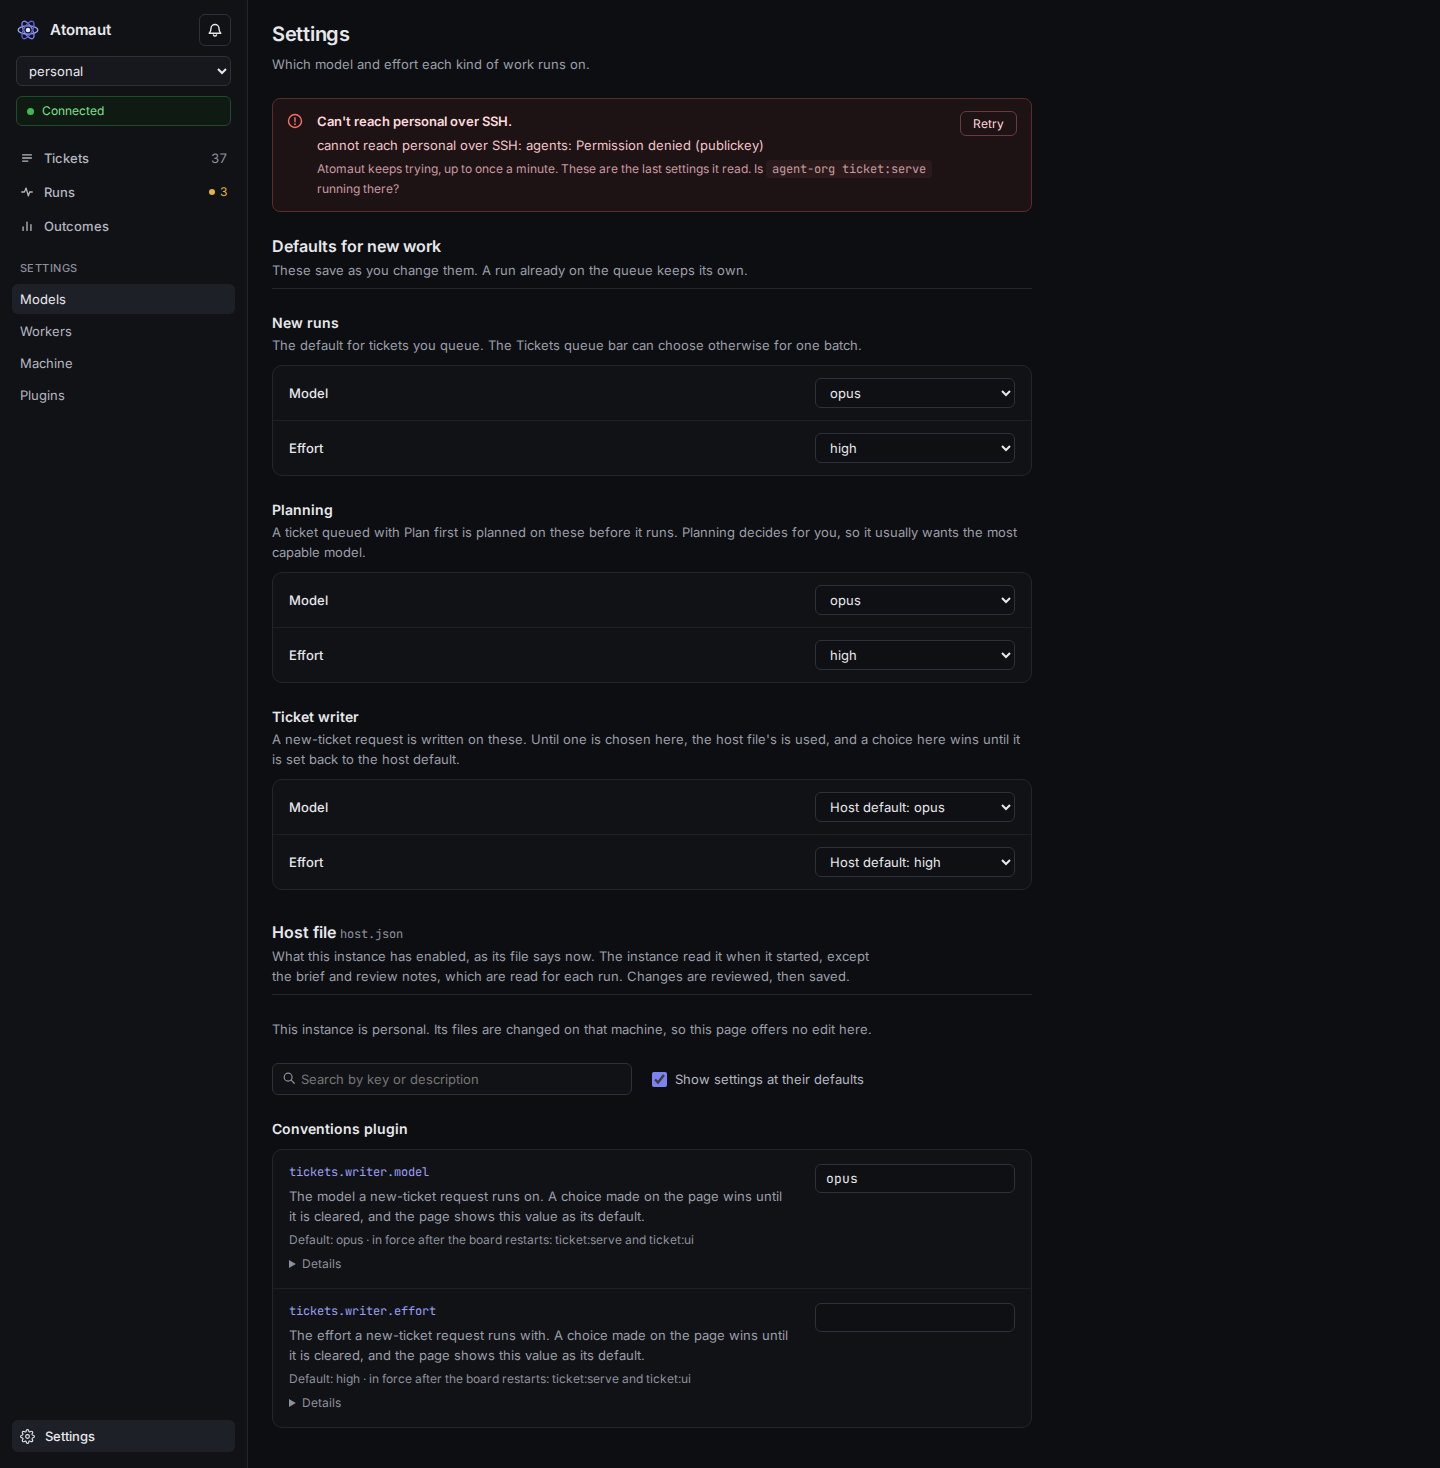 Atomaut
personal
Connected
Tickets 37
Runs 3
Outcomes
SETTINGS
Models
Workers
Machine
Plugins
Settings
Settings
Which model and effort each kind of work runs on.
Can't reach personal over SSH.
Retry
cannot reach personal over SSH: agents: Permission denied (publickey)
Atomaut keeps trying, up to once a minute. These are the last settings it read. Is agent-org ticket:serve
running there?
Defaults for new work
These save as you change them. A run already on the queue keeps its own.
New runs
The default for tickets you queue. The Tickets queue bar can choose otherwise for one batch.
Model opus
Effort high
Planning
A ticket queued with Plan first is planned on these before it runs. Planning decides for you, so it usually wants the most
capable model.
Model opus
Effort high
Ticket writer
A new-ticket request is written on these. Until one is chosen here, the host file's is used, and a choice here wins until it
is set back to the host default.
Model Host default: opus
Effort Host default: high
Host file host.json
What this instance has enabled, as its file says now. The instance read it when it started, except
the brief and review notes, which are read for each run. Changes are reviewed, then saved.
This instance is personal. Its files are changed on that machine, so this page offers no edit here.
Search by key or description
Show settings at their defaults
Conventions plugin
tickets.writer.model opus
The model a new-ticket request runs on. A choice made on the page wins until
it is cleared, and the page shows this value as its default.
Default: opus · in force after the board restarts: ticket:serve and ticket:ui
Details
tickets.writer.effort
The effort a new-ticket request runs with. A choice made on the page wins until
it is cleared, and the page shows this value as its default.
Default: high · in force after the board restarts: ticket:serve and ticket:ui
Details